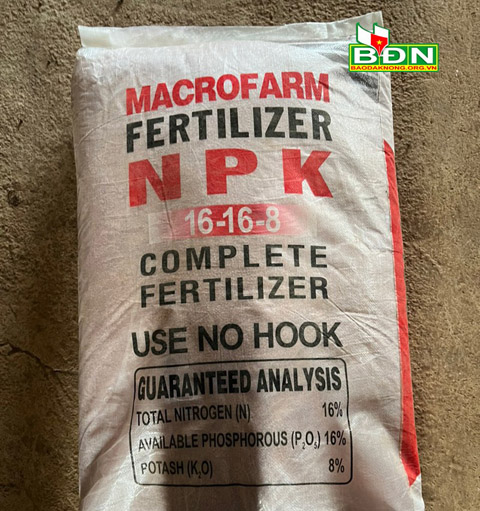 BĐN
BAODAKNONG.ORG.VN
MACROFARM
FERTILIZER
NPK
16-16-8
COMPLETE
FERTILIZER
USE NO HOOK
GUARANTEED ANALYSIS
TOTAL NITROGEN (N) 16%
AVAILABLE PHOSPHOROUS (P₂O₅) 16%
POTASH (K₂O) 8%